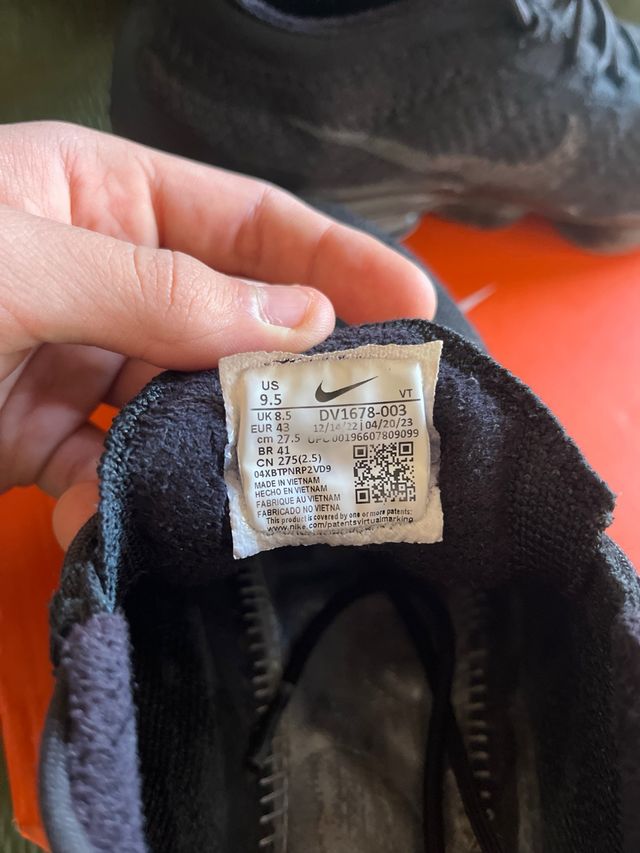 US
9.5
VT
UK 8.5
DV1678-003
EUR 43
12/14/22 | 04/20/23
cm 27.5
UPC 00196607809099
BR 41
CN 275(2.5)
04XBTPNRP2VD9
MADE IN VIETNAM
HECHO EN VIETNAM
FABRIQUE AU VIETNAM
FABRICADO NO VIETNA
This product is covered by one or more patents:
www.nike.com/patentsvirtualmarking